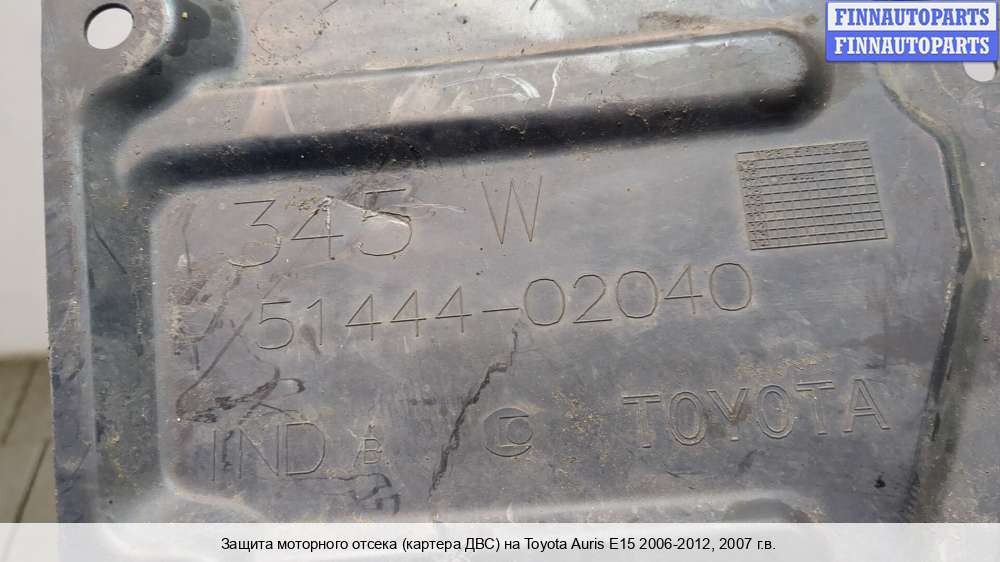 FINNAUTOPARTS
FINNAUTOPARTS
345 W
51444-02040
IND B TOYOTA
Защита моторного отсека (картера ДВС) на Toyota Auris E15 2006-2012, 2007 г.в.